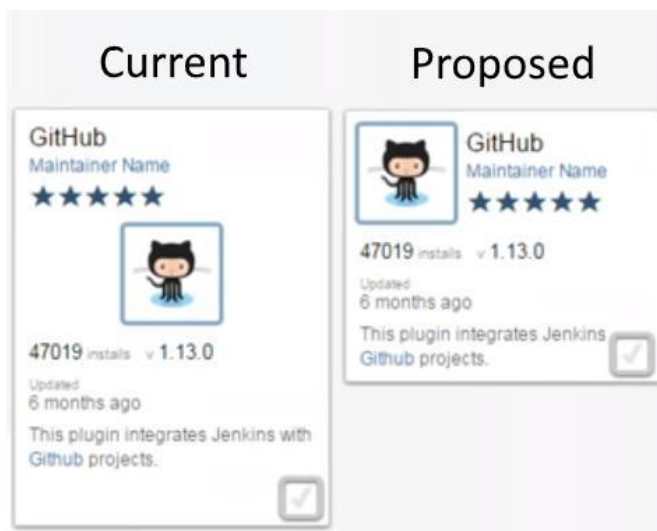 Current
GitHub
Maintainer Name
47019 installs v 1.13.0
Updated
6 months ago
This plugin integrates Jenkins with
Github projects.
Proposed
GitHub
Maintainer Name
47019 installs v 1.13.0
Updated
6 months ago
This plugin integrates Jenkins
Github projects.